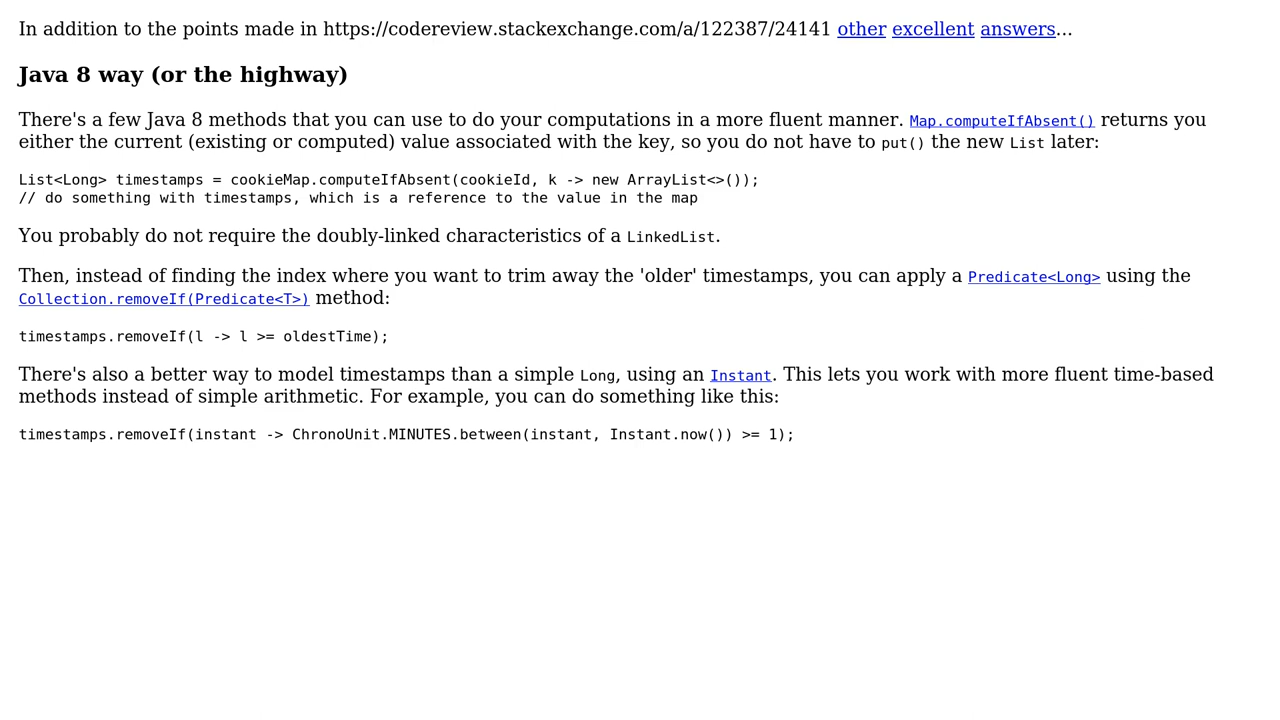 In addition to the points made in https://codereview.stackexchange.com/a/122387/24141 other excellent answers...
Java 8 way (or the highway)
There's a few Java 8 methods that you can use to do your computations in a more fluent manner. Map.computeIfAbsent() returns you
either the current (existing or computed) value associated with the key, so you do not have to put() the new List later:
List<Long> timestamps = cookieMap.computeIfAbsent(cookieId, k -> new ArrayList<>());
// do something with timestamps, which is a reference to the value in the map
You probably do not require the doubly-linked characteristics of a LinkedList.
Then, instead of finding the index where you want to trim away the 'older' timestamps, you can apply a Predicate<Long> using the
Collection.removeIf(Predicate<T>) method:
timestamps.removeIf(l -> l >= oldestTime);
There's also a better way to model timestamps than a simple Long, using an Instant. This lets you work with more fluent time-based
methods instead of simple arithmetic. For example, you can do something like this:
timestamps.removeIf(instant -> ChronoUnit.MINUTES.between(instant, Instant.now()) >= 1);